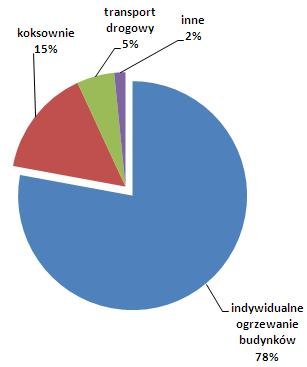 koksownie
15%
transport
drogowy
5%
inne
2%
indywidualne
ogrzewanie
budynków
78%